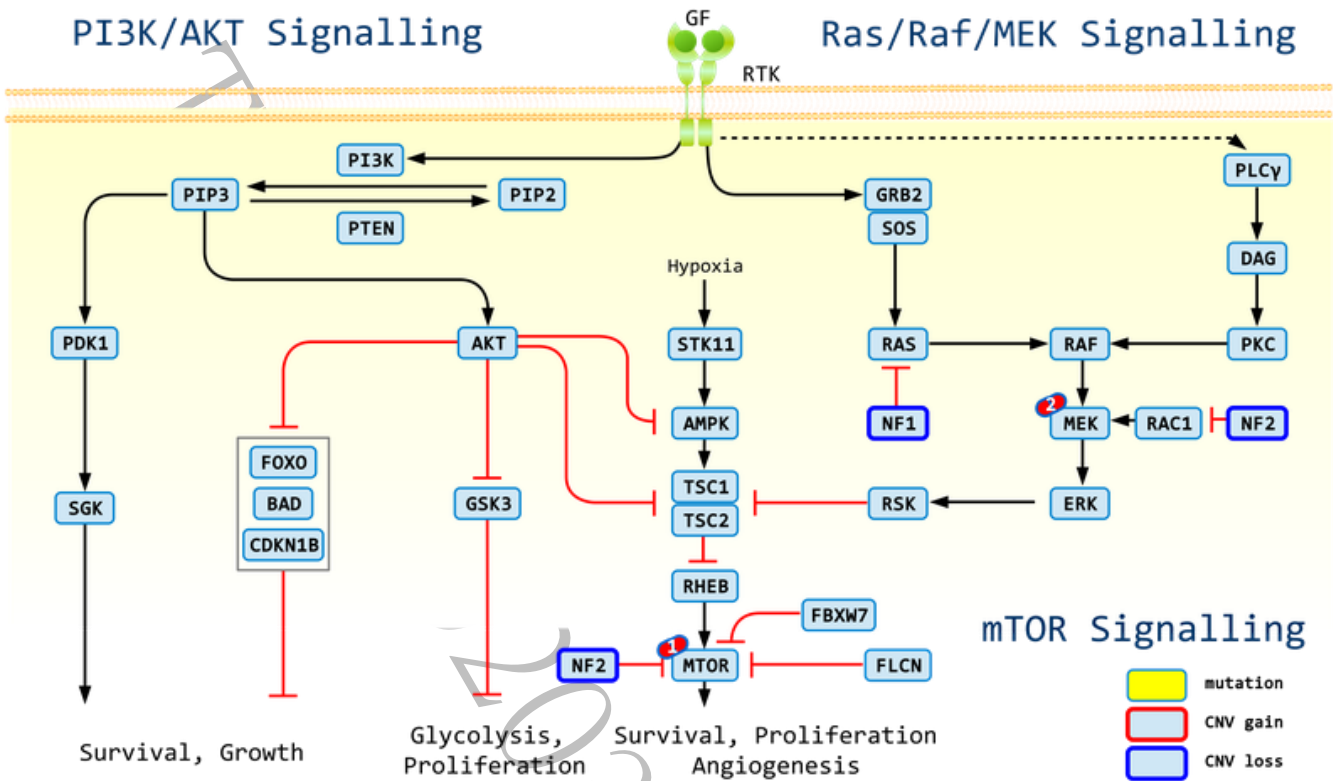 PI3K/AKT Signalling
GF
Ras/Raf/MEK Signalling
RTK
PI3K
PLCγ
PIP3
PIP2
GRB2
PTEN
SOS
DAG
Hypoxia
PDK1
AKT
STK11
RAS
RAF
PKC
2
AMPK
NF1
MEK
RAC1
NF2
FOXO
BAD
CDKN1B
SGK
GSK3
TSC1
TSC2
RSK
ERK
RHEB
FBXW7
1
NF2
MTOR
FLCN
mTOR Signalling
mutation
CNV gain
CNV loss
Survival, Growth
Glycolysis,
Proliferation
Survival, Proliferation
Angiogenesis